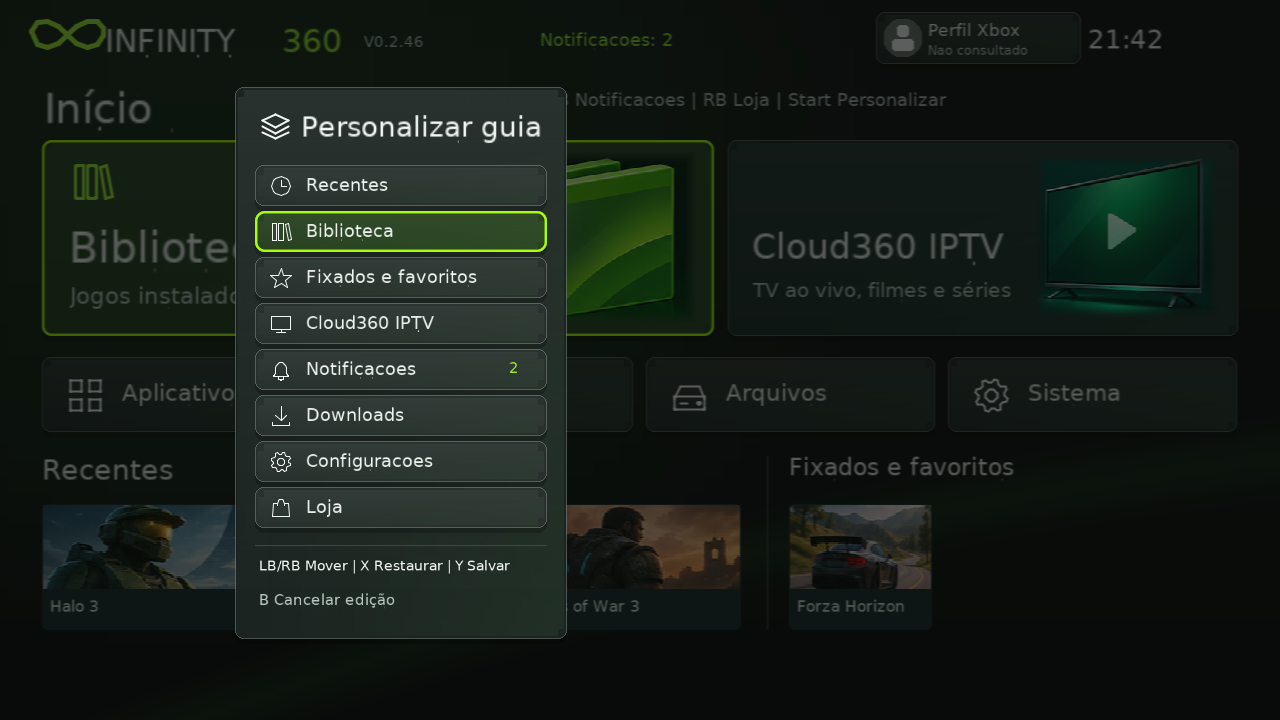 INFINITY 360 V0.2.46 Notificacoes: 2 Perfil Xbox
Nao consultado
21:42
Início
Notificacoes | RB Loja | Start Personalizar
Personalizar guia
Recentes
Biblioteca
Fixados e favoritos
Cloud360 IPTV
Notificacoes 2
Downloads
Configuracoes
Loja
LB/RB Mover | X Restaurar | Y Salvar
B Cancelar edição
Cloud360 IPTV
TV ao vivo, filmes e séries
Jogos
Arquivos
Sistema
Recentes
Fixados e favoritos
Halo 3
of War 3
Forza Horizon